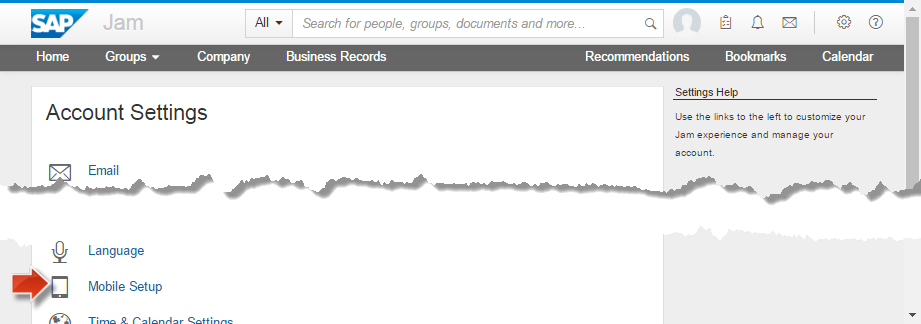 SAP Jam All Search for people, groups, documents and more...
Home Groups Company Business Records Recommendations Bookmarks Calendar
Account Settings
Email
Language
Mobile Setup
Time & Calendar Settings
Settings Help
Use the links to the left to customize your
Jam experience and manage your
account.